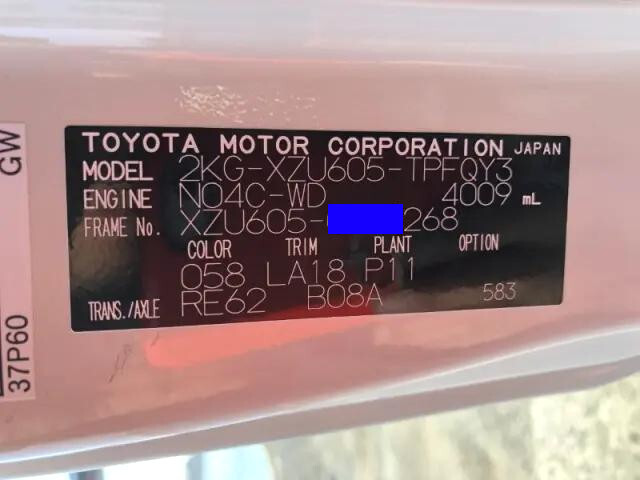 TOYOTA MOTOR CORPORATION JAPAN
MODEL 2KG-XZU605-TPFQY3
ENGINE N04C-WD 4009 mL
FRAME No. XZU605- 268
COLOR TRIM PLANT OPTION
058 LA18 P11
TRANS./AXLE RE62 B08A 583
GW
37P60